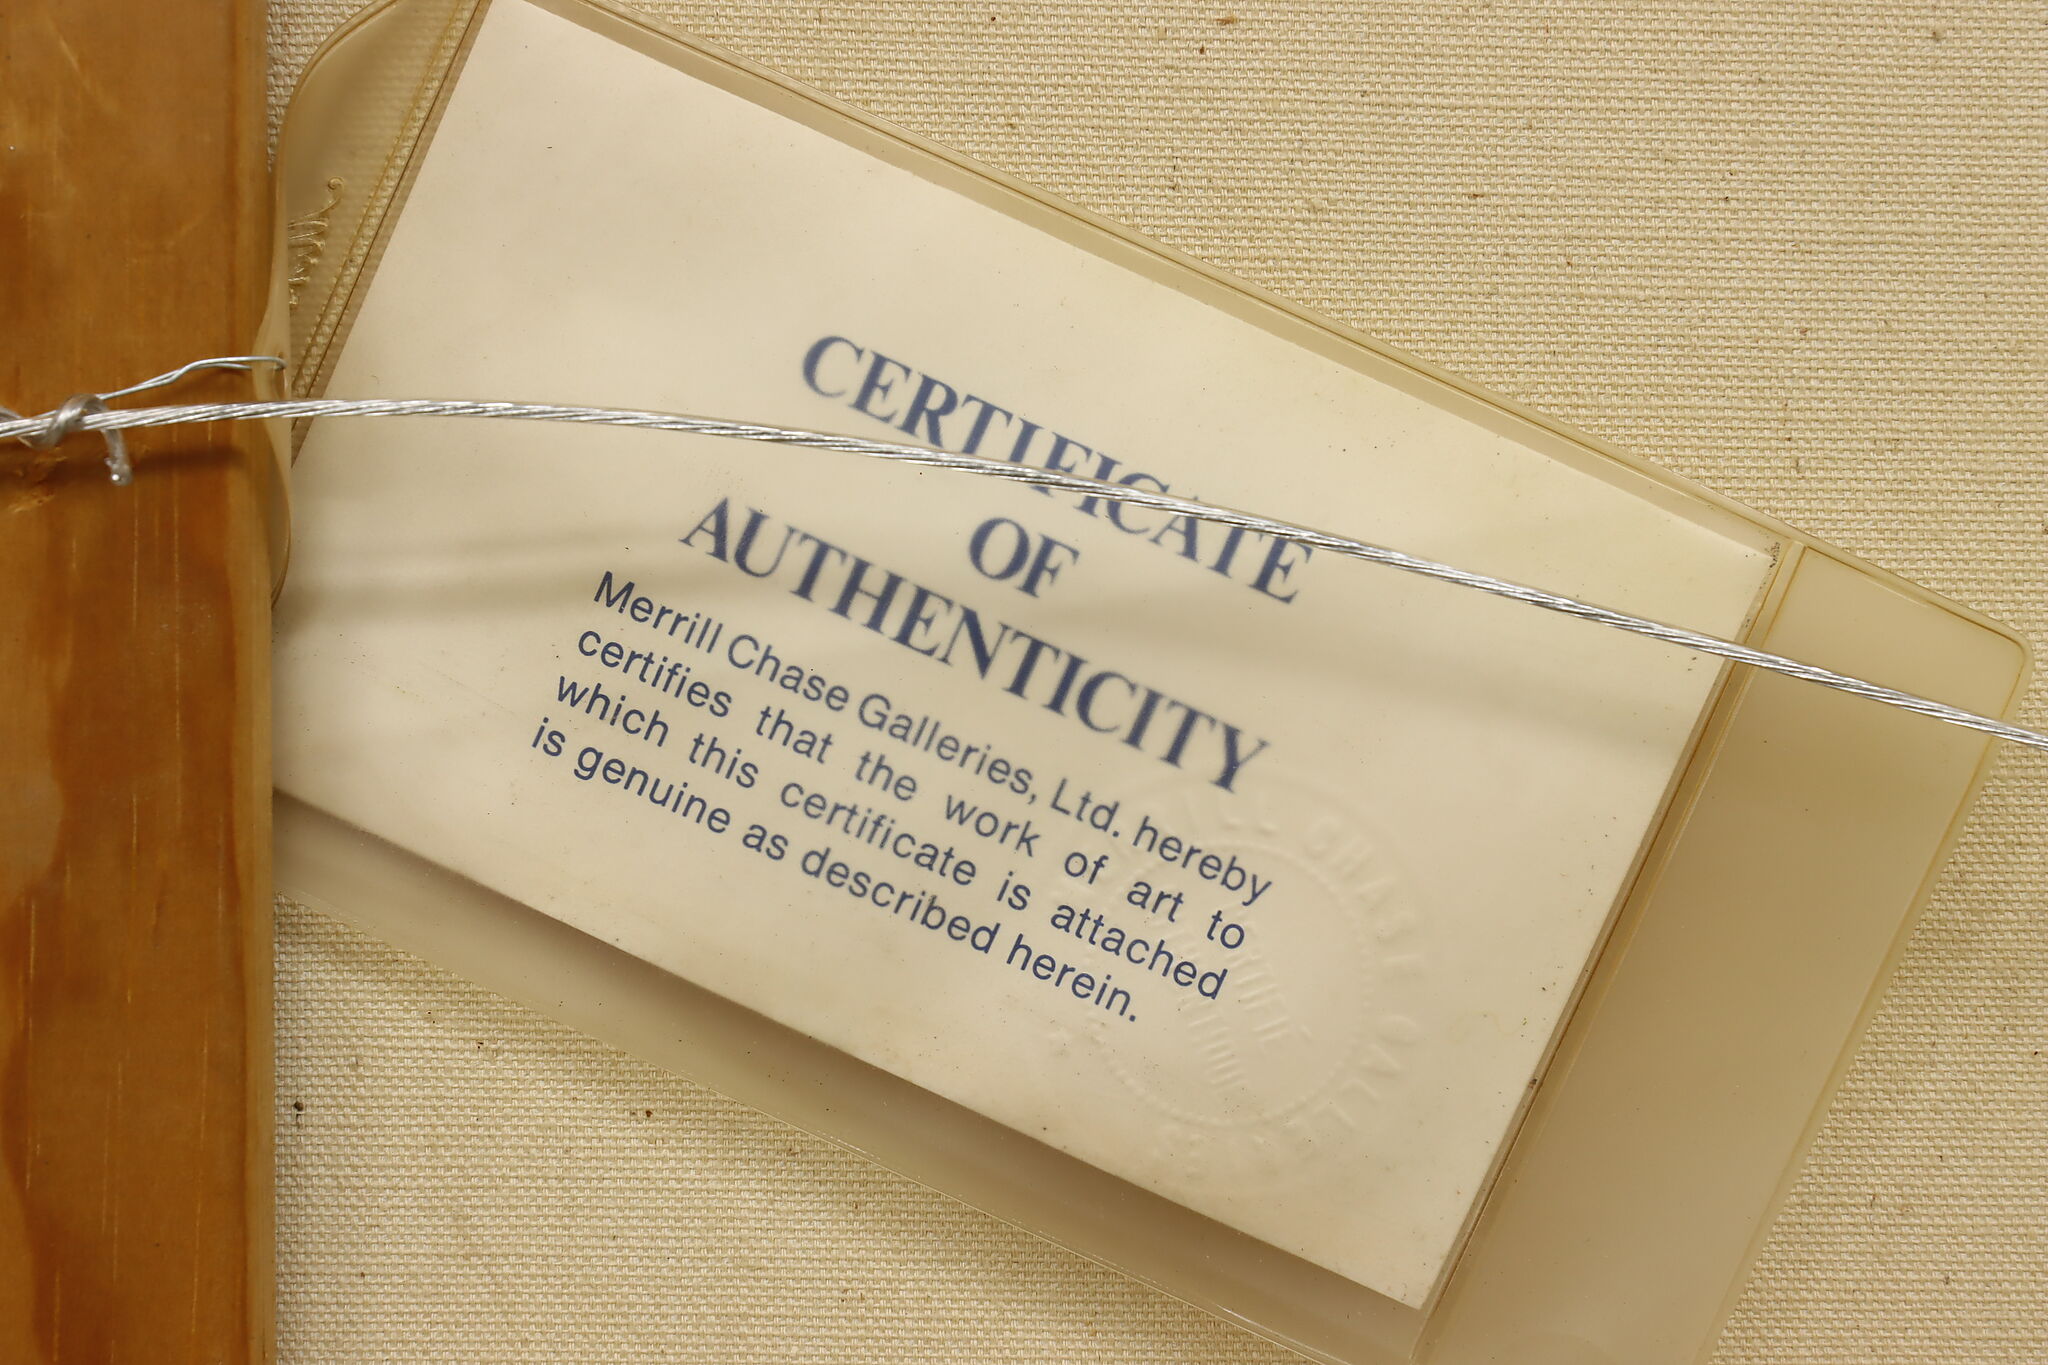 CERTIFICATE
OF
AUTHENTICITY
Merrill Chase Galleries, Ltd. hereby
certifies that the work of art to
which this certificate is attached
is genuine as described herein.
CHASE